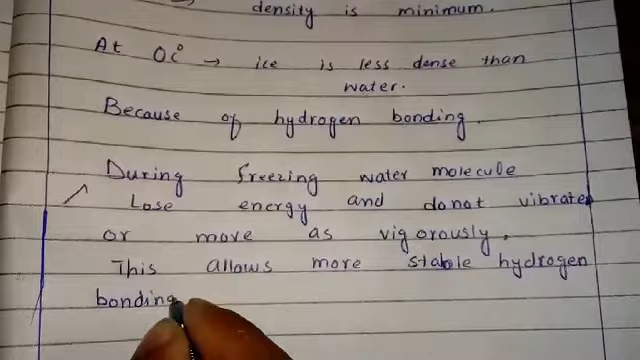 density is minimum.
At 0c° → ice is less dense than
water.
Because of hydrogen bonding.
During freezing water molecule
Lose energy and donot vibrate
or move as vigorously.
This allows more stable hydrogen
bonding